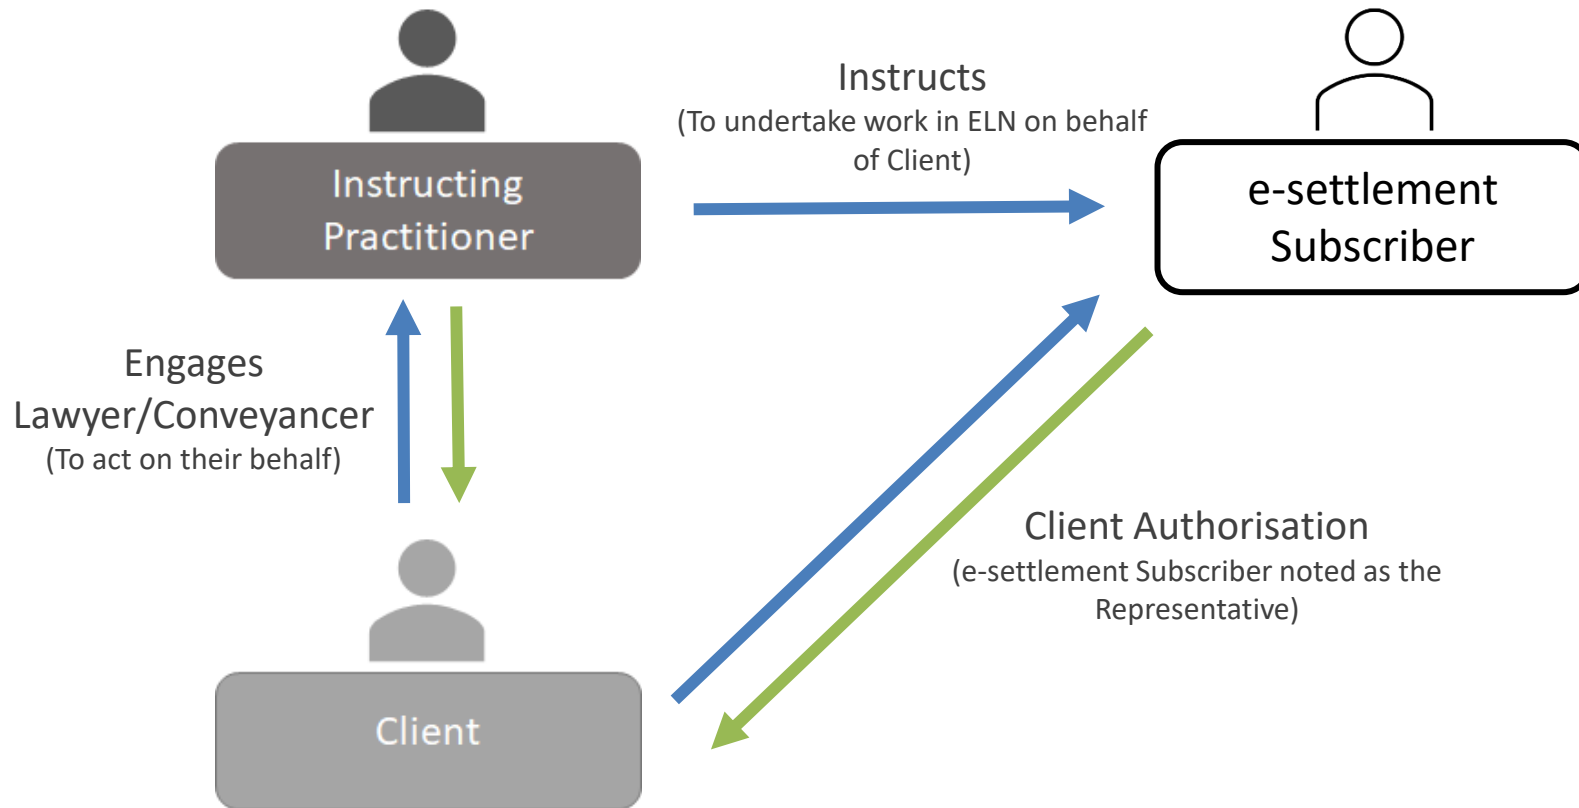 Instructs
(To undertake work in ELN on behalf
of Client)
Instructing
Practitioner
e-settlement
Subscriber
Engages
Lawyer/Conveyancer
(To act on their behalf)
Client Authorisation
(e-settlement Subscriber noted as the
Representative)
Client